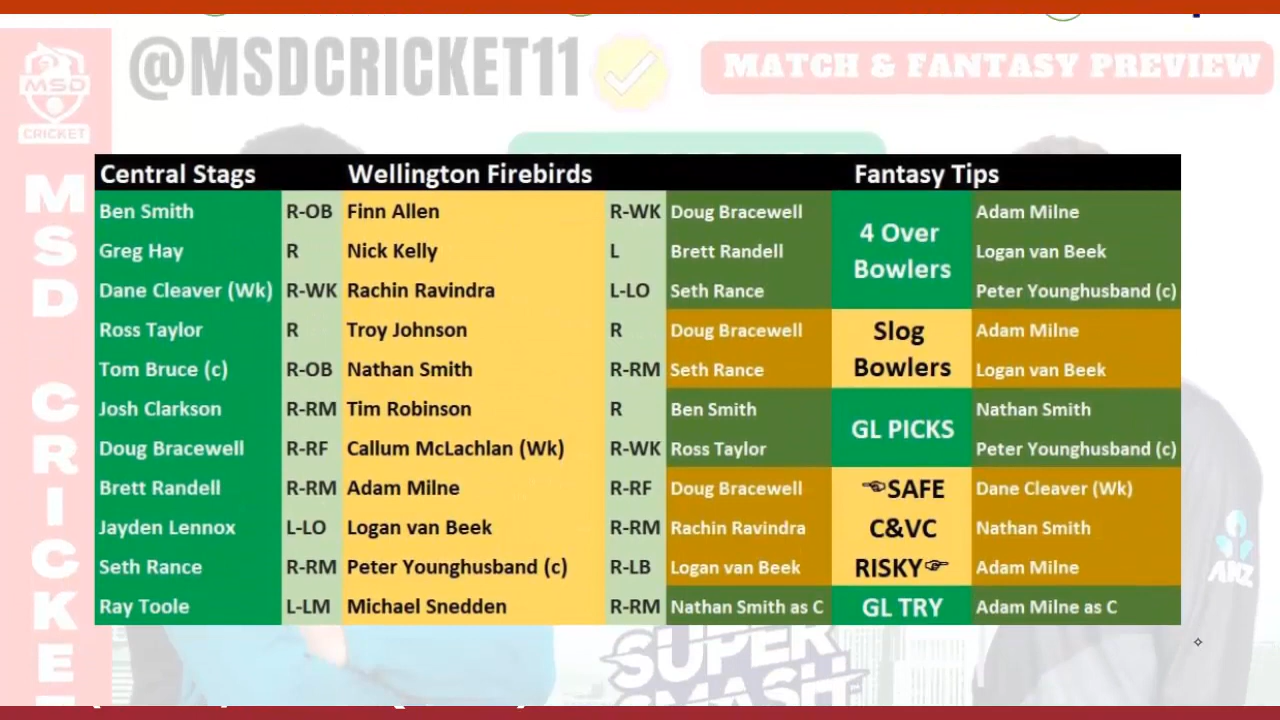 @MSDCRICKET11
MATCH & FANTASY PREVIEW
MSD
CRICKET
MSD CRICKE
Central Stags Wellington Firebirds Fantasy Tips
Ben Smith R-OB Finn Allen R-WK Doug Bracewell 4 Over Bowlers Adam Milne
Greg Hay R Nick Kelly L Brett Randell Logan van Beek
Dane Cleaver (Wk) R-WK Rachin Ravindra L-LO Seth Rance Peter Younghusband (c)
Ross Taylor R Troy Johnson R Doug Bracewell Slog Bowlers Adam Milne
Tom Bruce (c) R-OB Nathan Smith R-RM Seth Rance Logan van Beek
Josh Clarkson R-RM Tim Robinson R Ben Smith GL PICKS Nathan Smith
Doug Bracewell R-RF Callum McLachlan (Wk) R-WK Ross Taylor Peter Younghusband (c)
Brett Randell R-RM Adam Milne R-RF Doug Bracewell ☜SAFE Dane Cleaver (Wk)
Jayden Lennox L-LO Logan van Beek R-RM Rachin Ravindra C&VC Nathan Smith
Seth Rance R-RM Peter Younghusband (c) R-LB Logan van Beek RISKY☞ Adam Milne
Ray Toole L-LM Michael Snedden R-RM Nathan Smith as C GL TRY Adam Milne as C
ANZ
SUPER
SMASH